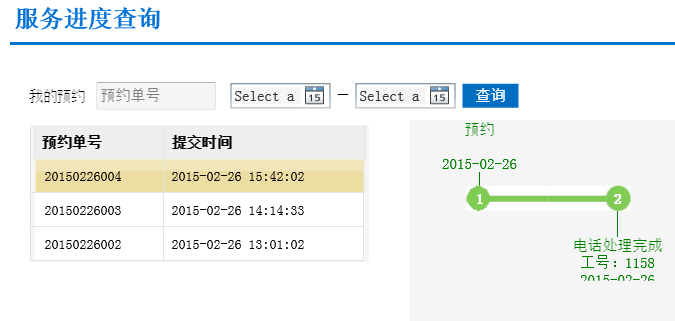 服务进度查询
我的预约 预约单号 Select a 15 — Select a 15 查询
预约单号 提交时间
20150226004 2015-02-26 15:42:02
20150226003 2015-02-26 14:14:33
20150226002 2015-02-26 13:01:02
预约
2015-02-26
1 2
电话处理完成
工号：1158
2015-02-26